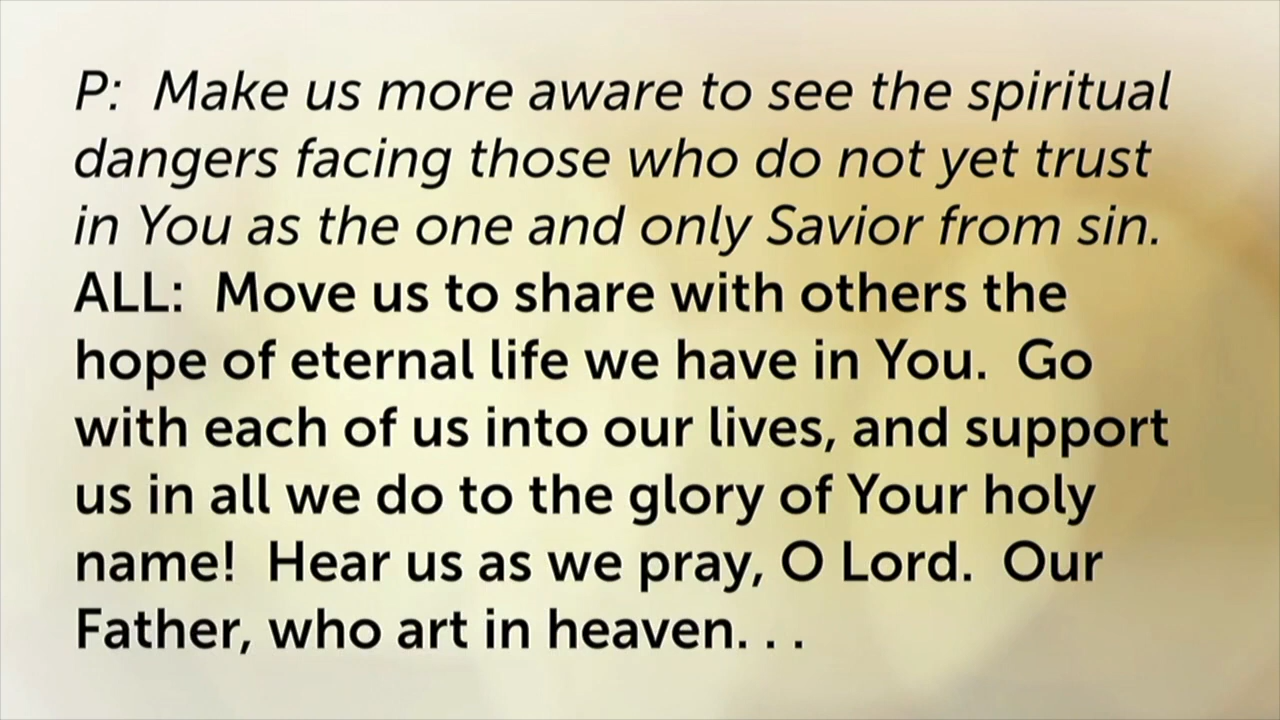 P:  Make us more aware to see the spiritual
dangers facing those who do not yet trust
in You as the one and only Savior from sin.
ALL:  Move us to share with others the
hope of eternal life we have in You.  Go
with each of us into our lives, and support
us in all we do to the glory of Your holy
name!  Hear us as we pray, O Lord.  Our
Father, who art in heaven. . .